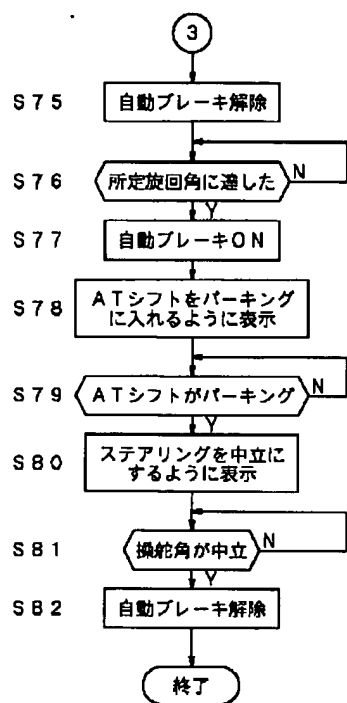 3
S75
自動ブレーキ解除
S76
所定旋回角に達した
N
Y
S77
自動ブレーキON
S78
ATシフトをパーキング
に入れるように表示
S79
ATシフトがパーキング
N
Y
S80
ステアリングを中立に
するように表示
S81
操舵角が中立
N
Y
S82
自動ブレーキ解除
終了